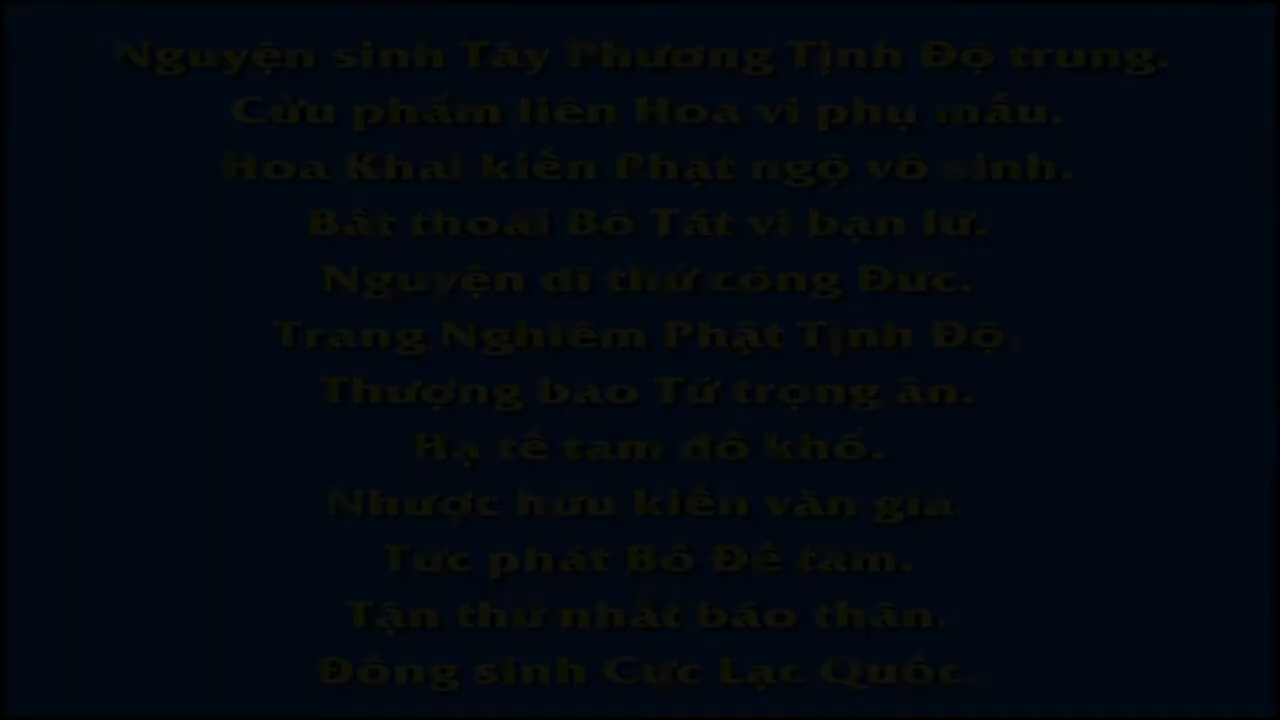 Nguyện sinh Tây Phương Tịnh Độ trung.
Cửu phẩm liên Hoa vi phụ mẫu.
Hoa Khai kiến Phật ngộ vô sinh.
Bất thoái Bồ Tát vi bạn lữ.
Nguyện dĩ thử công Đức.
Trang Nghiêm Phật Tịnh Độ.
Thượng báo Tứ trọng ân.
Hạ tế tam đồ khổ.
Nhược hữu kiến văn giả
Tức phát Bồ Đề tâm.
Tận thử nhất báo thân.
Đồng sinh Cực Lạc Quốc